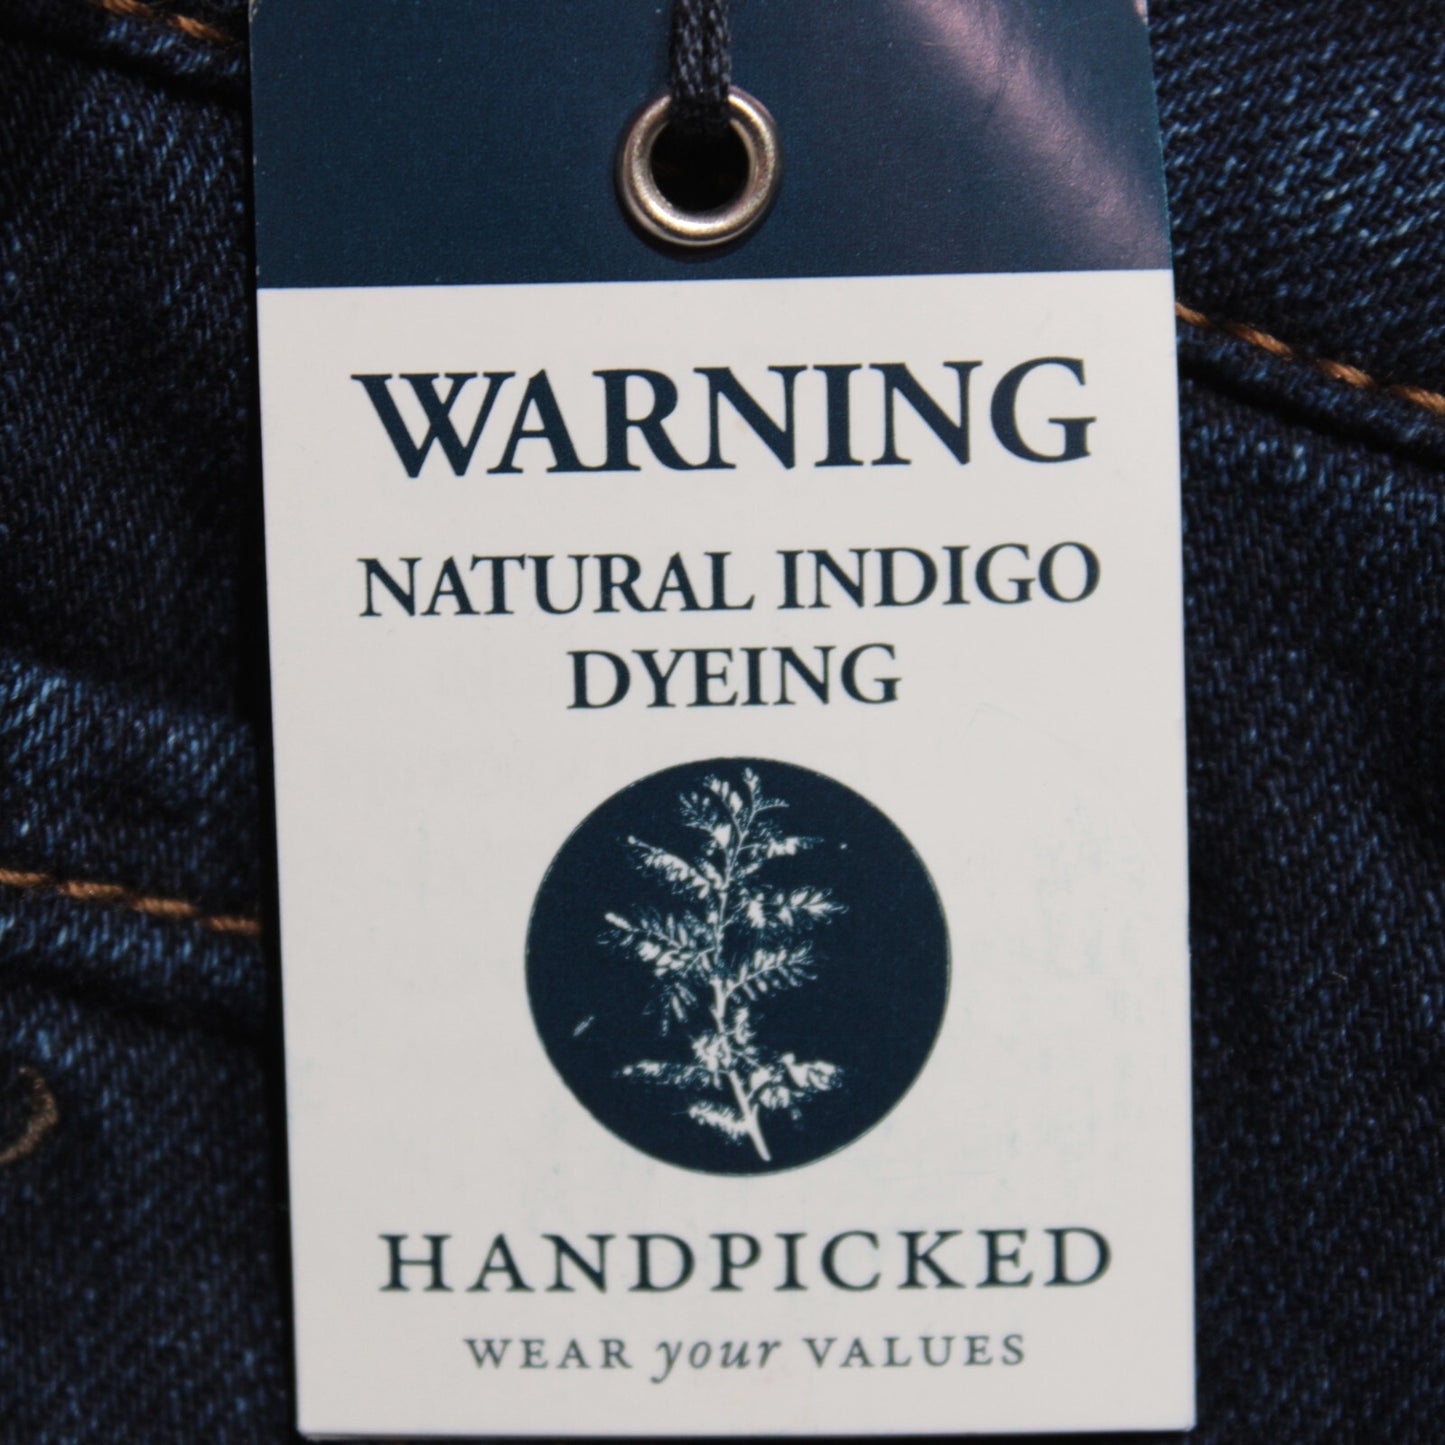 WARNING
NATURAL INDIGO
DYEING
HANDPICKED
WEAR your VALUES